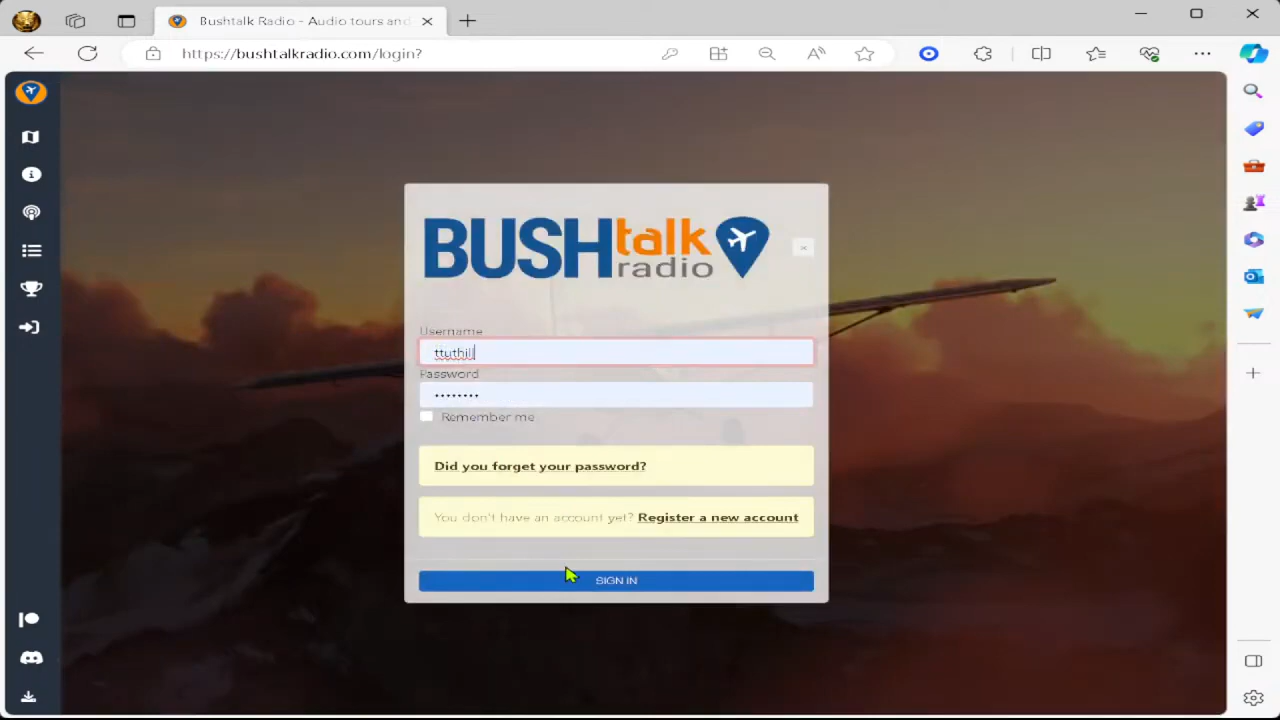 Bushtalk Radio - Audio tours and
https://bushtalkradio.com/login?
BUSHtalk
radio
Username
ttuthill
Password
Remember me
Did you forget your password?
You don't have an account yet? Register a new account
SIGN IN